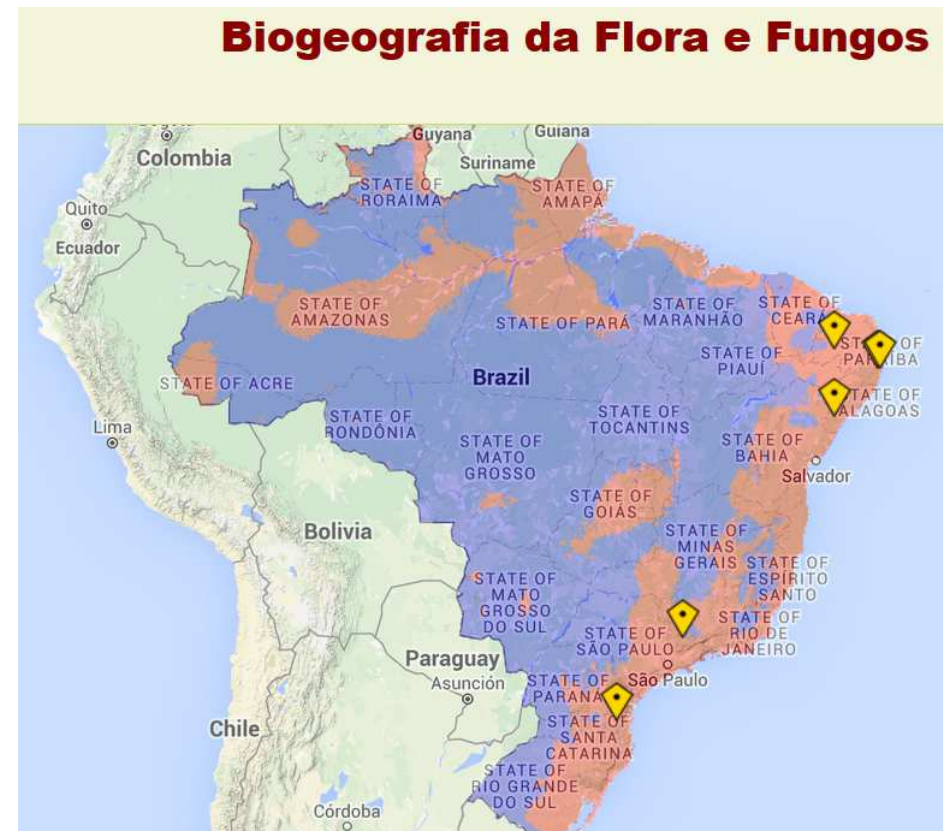 Biogeografia da Flora e Fungos
Guyana
Guiana
Colombia
Suriname
STATE OF
RORAIMA
STATE OF
AMAPÁ
Quito
Ecuador
STATE OF
AMAZONAS
STATE OF PARÁ
STATE OF
MARANHÃO
STATE OF
CEARÁ
STATE OF
PIAUÍ
STATE OF ACRE
Brazil
STATE OF
ALAGOAS
Lima
STATE OF
RONDÔNIA
STATE OF
TOCANTINS
STATE OF
MATO
GROSSO
STATE OF
BAHIA
Salvador
STATE OF
GOIÁS
Bolivia
STATE OF
MINAS
GERAIS
STATE OF
ESPÍRITO
SANTO
STATE OF
MATO
GROSSO
DO SUL
STATE OF
SÃO PAULO
STATE OF
RIO DE
JANEIRO
Paraguay
Asunción
São Paulo
STATE OF
PARANÁ
STATE OF
SANTA
CATARINA
Chile
STATE OF
RIO GRANDE
DO SUL
Córdoba